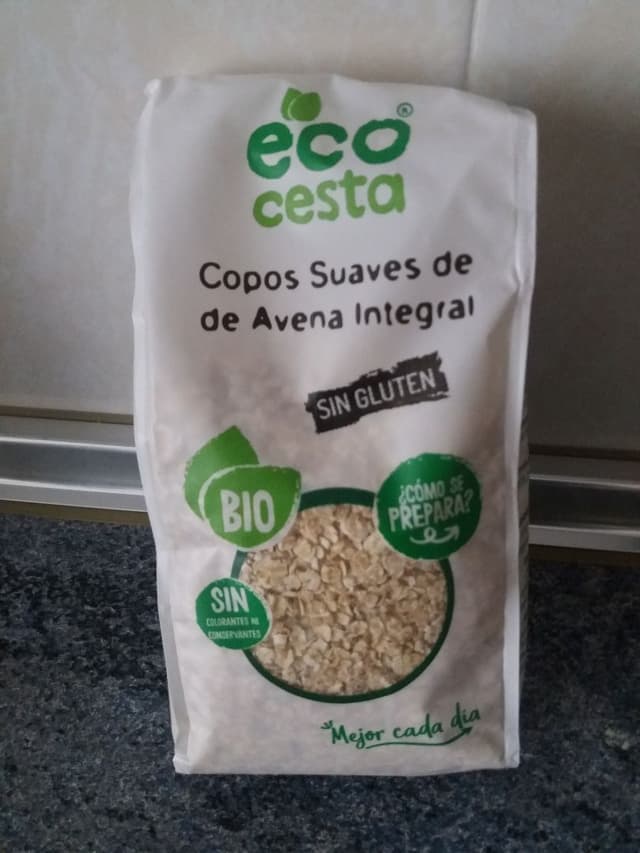 eco®
cesta
Copos Suaves de
de Avena Integral
SIN GLUTEN
BIO
¿CÓMO SE
PREPARA?
SIN
COLORANTES NI
CONSERVANTES
Mejor cada día